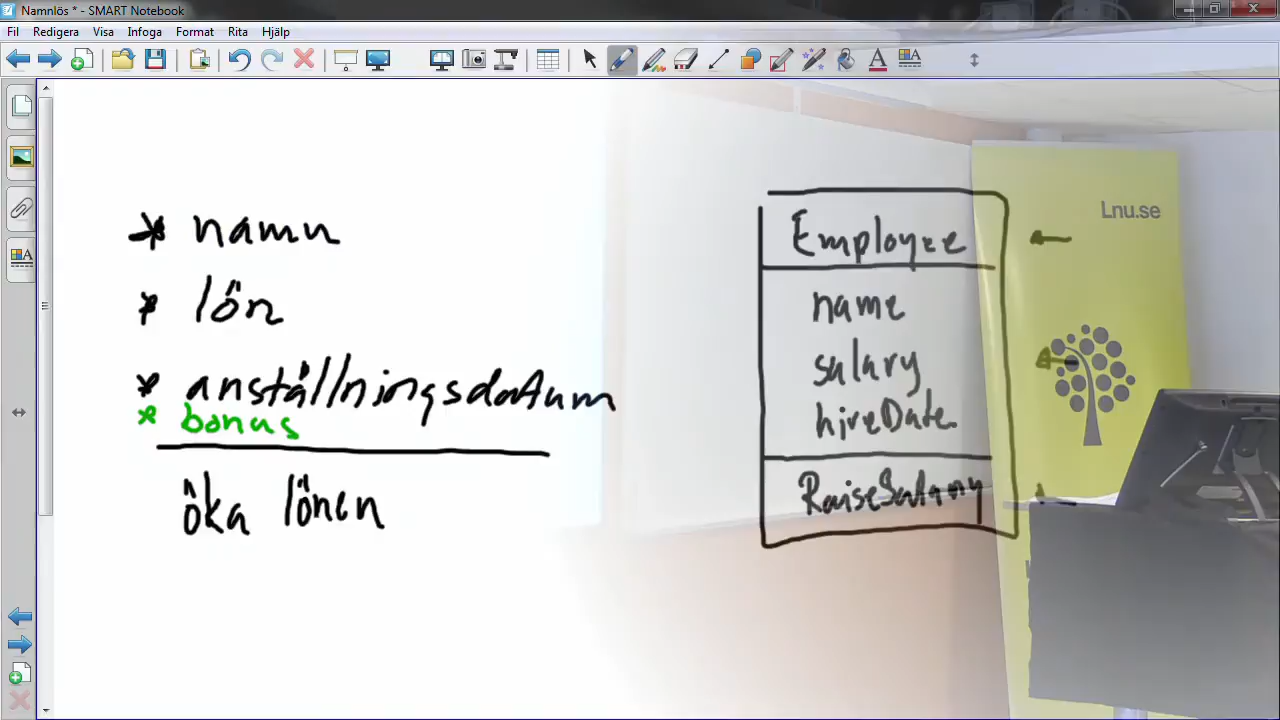 Namnlös * - SMART Notebook
Fil Redigera Visa Infoga Format Rita Hjälp
* namn
* lön
* anställningsdatum
* bonus
öka lönen
Employee
name
salary
hireDate
RaiseSalary
Lnu.se